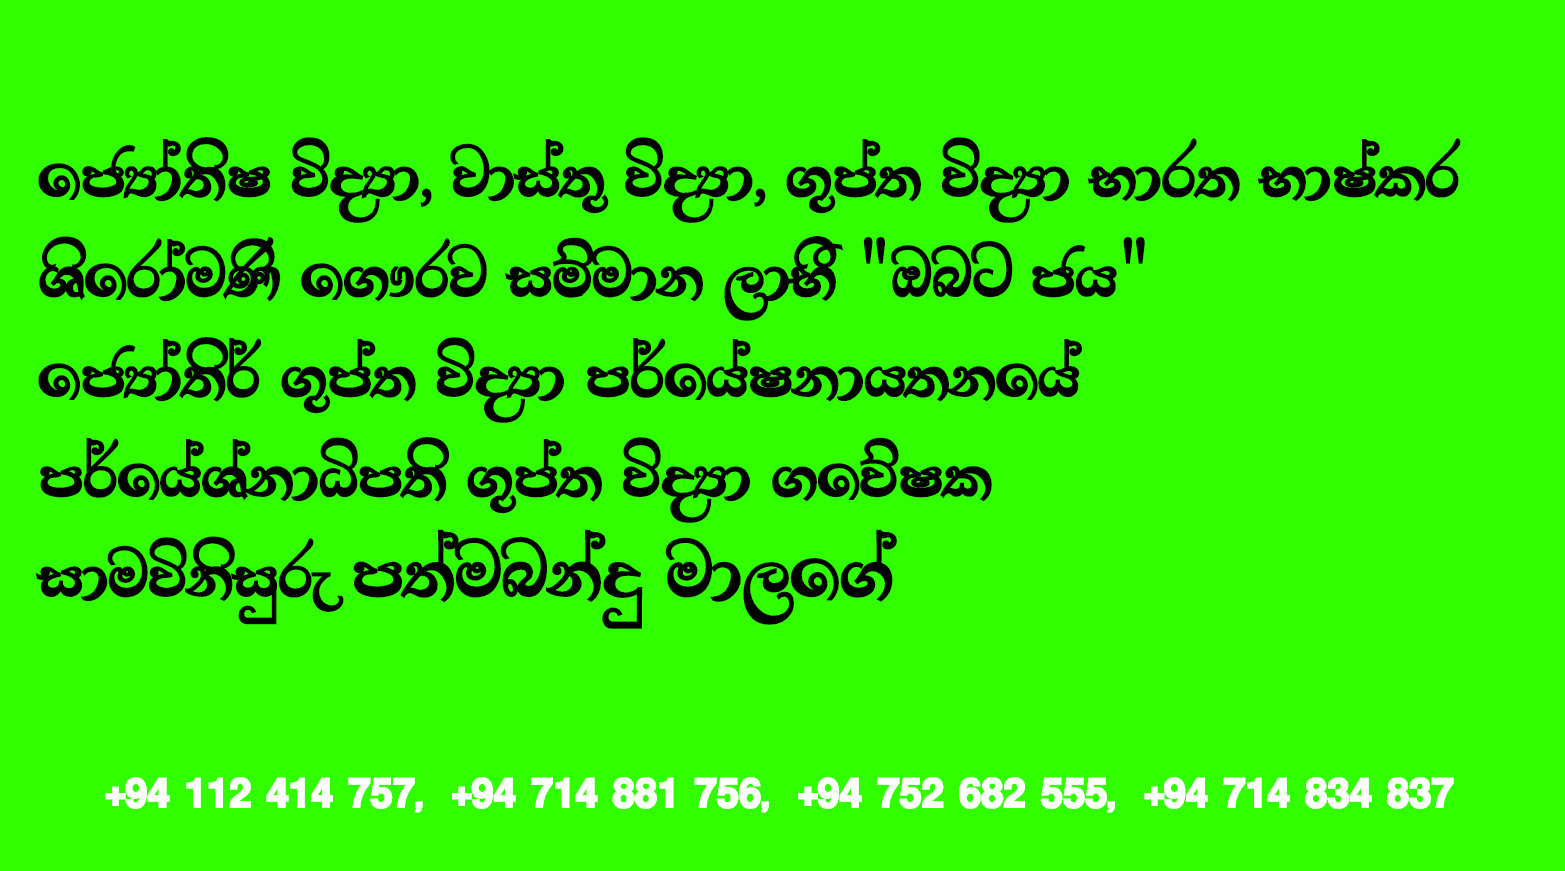 ජ්‍යෝතිෂ විද්‍යා, වාස්තු විද්‍යා, ගුප්ත විද්‍යා භාරත භාෂ්කර
ශිරෝමණී ගෞරව සම්මාන ලාභී "ඔබට ජය"
ජ්‍යෝතිර් ගුප්ත විද්‍යා පර්යේෂනායතනයේ
පර්යේශ්නාධිපති ගුප්ත විද්‍යා ගවේෂක
සාමවිනිසුරු පත්මබන්දු මාලගේ
+94 112 414 757, +94 714 881 756, +94 752 682 555, +94 714 834 837